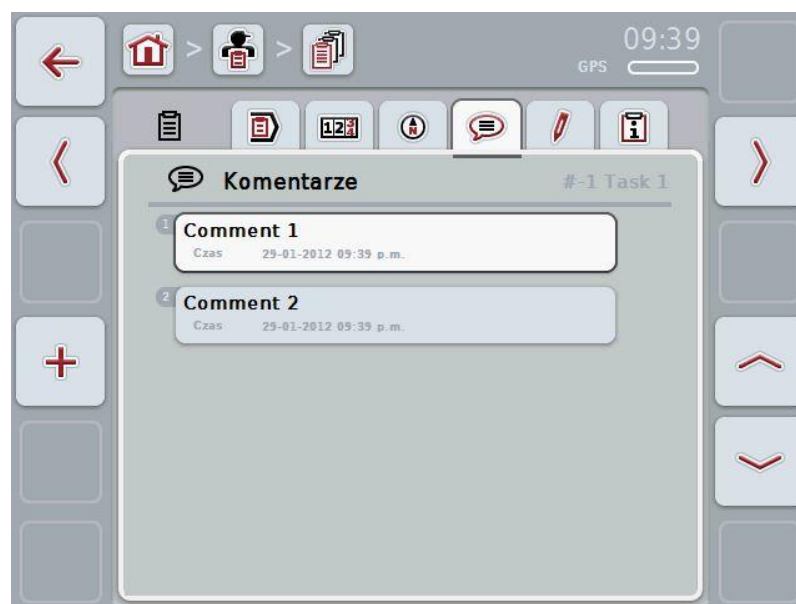 09:39
GPS
1234
N
i
Komentarze #-1 Task 1
1 Comment 1
Czas 29-01-2012 09:39 p.m.
2 Comment 2
Czas 29-01-2012 09:39 p.m.